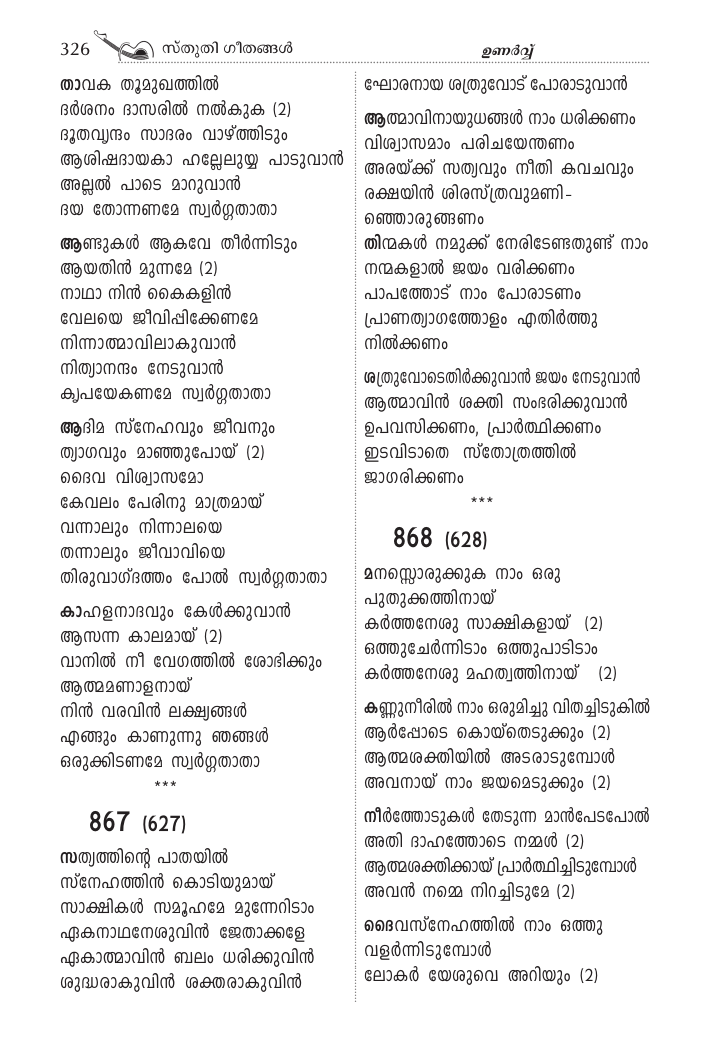 326 സ്തുതി ഗീതങ്ങൾ ഉണർവ്വ്
താവക തൂമുഖത്തിൽ
ദർശനം ദാസരിൽ നൽകുക (2)
ദൂതവൃന്ദം സാദരം വാഴ്ത്തിടും
ആശിഷദായകാ ഹല്ലേലുയ്യ പാടുവാൻ
അല്ലൽ പാടെ മാറുവാൻ
ദയ തോന്നണമേ സ്വർഗ്ഗതാതാ
ആണ്ടുകൾ ആകവേ തീർന്നിടും
ആയതിൻ മുന്നമേ (2)
നാഥാ നിൻ കൈകളിൻ
വേലയെ ജീവിപ്പിക്കേണമേ
നിന്നാത്മാവിലാകുവാൻ
നിത്യാനന്ദം നേടുവാൻ
കൃപയേകണമേ സ്വർഗ്ഗതാതാ
ആദിമ സ്നേഹവും ജീവനും
ത്യാഗവും മാഞ്ഞുപോയ് (2)
ദൈവ വിശ്വാസമോ
കേവലം പേരിനു മാത്രമായ്
വന്നാലും നിന്നാലയെ
തന്നാലും ജീവാവിയെ
തിരുവാഗ്ദത്തം പോൽ സ്വർഗ്ഗതാതാ
കാഹളനാദവും കേൾക്കുവാൻ
ആസന്ന കാലമായ് (2)
വാനിൽ നീ വേഗത്തിൽ ശോഭിക്കും
ആത്മമണാളനായ്
നിൻ വരവിൻ ലക്ഷ്യങ്ങൾ
എങ്ങും കാണുന്നു ഞങ്ങൾ
ഒരുക്കിടണമേ സ്വർഗ്ഗതാതാ
***
867 (627)
സത്യത്തിന്റെ പാതയിൽ
സ്നേഹത്തിൻ കൊടിയുമായ്
സാക്ഷികൾ സമൂഹമേ മുന്നേറിടാം
ഏകനാഥനേശുവിൻ ജേതാക്കളേ
ഏകാത്മാവിൻ ബലം ധരിക്കുവിൻ
ശുദ്ധരാകുവിൻ ശക്തരാകുവിൻ
ഘോരനായ ശത്രുവോട് പോരാടുവാൻ
ആത്മാവിനായുധങ്ങൾ നാം ധരിക്കണം
വിശ്വാസമാം പരിചയേന്തണം
അരയ്ക്ക് സത്യവും നീതി കവചവും
രക്ഷയിൻ ശിരസ്ത്രവുമണി-
ഞ്ഞൊരുങ്ങണം
തിന്മകൾ നമുക്ക് നേരിടേണ്ടതുണ്ട് നാം
നന്മകളാൽ ജയം വരിക്കണം
പാപത്തോട് നാം പോരാടണം
പ്രാണത്യാഗത്തോളം എതിർത്തു
നിൽക്കണം
ശത്രുവോടെതിർക്കുവാൻ ജയം നേടുവാൻ
ആത്മാവിൻ ശക്തി സംഭരിക്കുവാൻ
ഉപവസിക്കണം, പ്രാർത്ഥിക്കണം
ഇടവിടാതെ സ്തോത്രത്തിൽ
ജാഗരിക്കണം
***
868 (628)
മനസ്സൊരുക്കുക നാം ഒരു
പുതുക്കത്തിനായ്
കർത്തനേശു സാക്ഷികളായ് (2)
ഒത്തുചേർന്നിടാം ഒത്തുപാടിടാം
കർത്തനേശു മഹത്വത്തിനായ് (2)
കണ്ണുനീരിൽ നാം ഒരുമിച്ചു വിതച്ചിടുകിൽ
ആർപ്പോടെ കൊയ്തെടുക്കും (2)
ആത്മശക്തിയിൽ അടരാടുമ്പോൾ
അവനായ് നാം ജയമെടുക്കും (2)
നീർത്തോടുകൾ തേടുന്ന മാൻപേടപോൽ
അതി ദാഹത്തോടെ നമ്മൾ (2)
ആത്മശക്തിക്കായ് പ്രാർത്ഥിച്ചിടുമ്പോൾ
അവൻ നമ്മെ നിറച്ചിടുമേ (2)
ദൈവസ്നേഹത്തിൽ നാം ഒത്തു
വളർന്നിടുമ്പോൾ
ലോകർ യേശുവെ അറിയും (2)